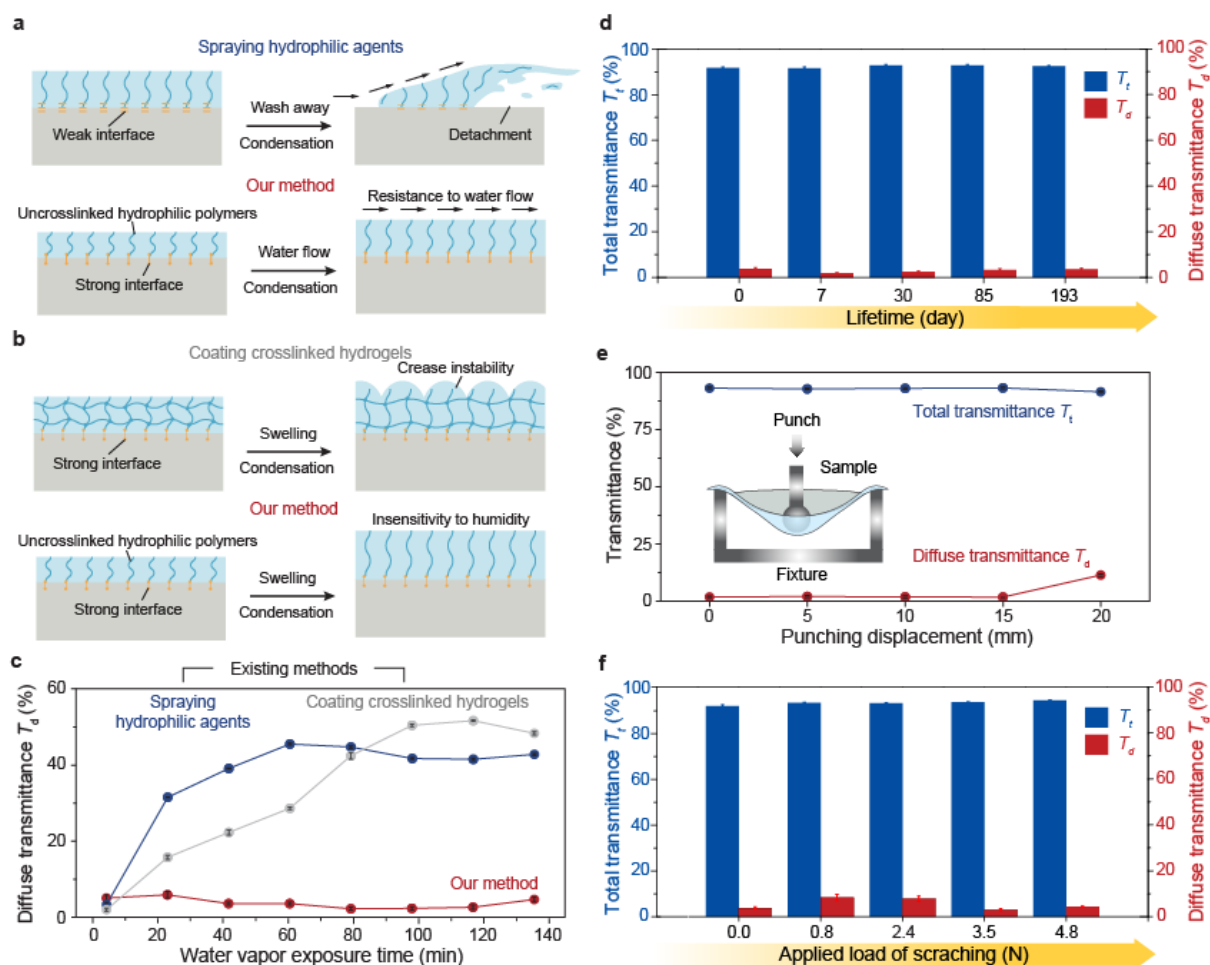 a
Spraying hydrophilic agents
Weak interface
Wash away
Condensation
Detachment
Our method
Uncrosslinked hydrophilic polymers
Strong interface
Water flow
Condensation
Resistance to water flow
b
Coating crosslinked hydrogels
Crease instability
Strong interface
Swelling
Condensation
Our method
Uncrosslinked hydrophilic polymers
Strong interface
Swelling
Condensation
Insensitivity to humidity
c
Existing methods
Spraying
hydrophilic agents
Coating crosslinked hydrogels
Our method
Diffuse transmittance Td (%)
60
40
20
0
0 20 40 60 80 100 120 140
Water vapor exposure time (min)
d
Total transmittance Tt (%)
100
80
60
40
20
0
Tt
Td
100
80
60
40
20
0
Diffuse transmittance Td (%)
0 7 30 85 193
Lifetime (day)
e
Transmittance (%)
100
75
50
25
0
Total transmittance Tt
Punch
Sample
Fixture
Diffuse transmittance Td
0 5 10 15 20
Punching displacement (mm)
f
Total transmittance Tt (%)
100
80
60
40
20
0
Tt
Td
100
80
60
40
20
0
Diffuse transmittance Td (%)
0.0 0.8 2.4 3.5 4.8
Applied load of scraching (N)